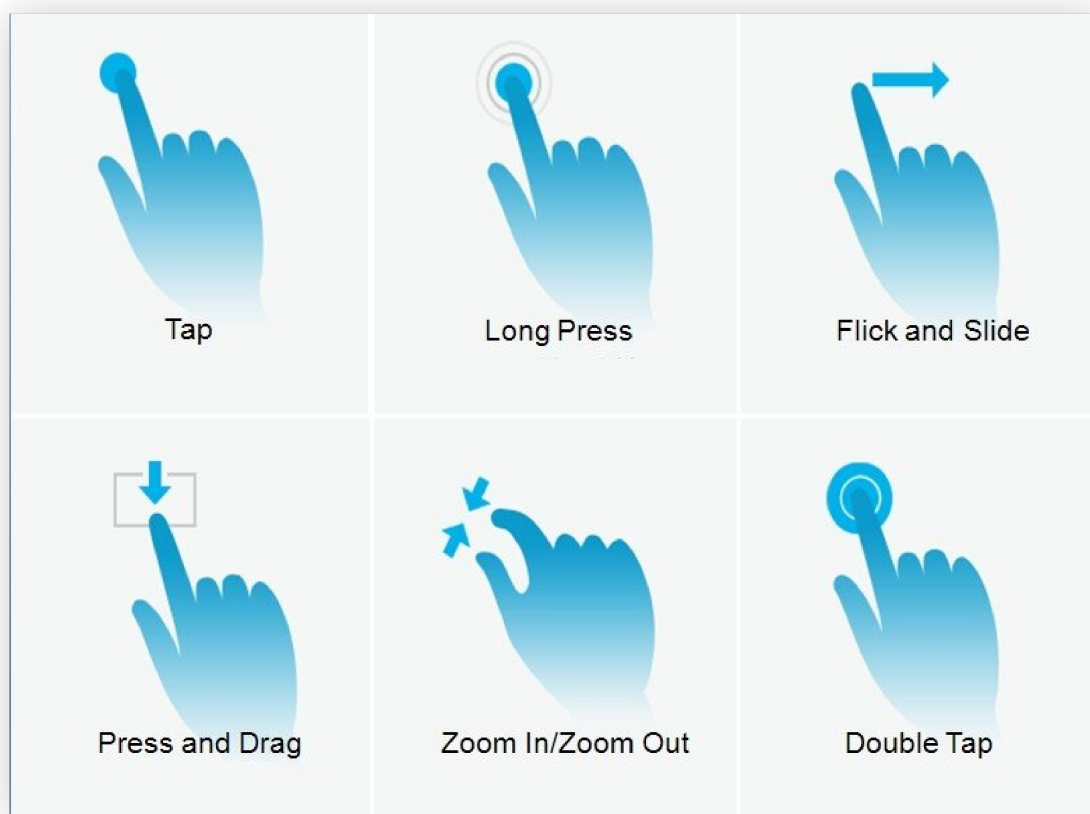 Tap
Long Press
Flick and Slide
Press and Drag
Zoom In/Zoom Out
Double Tap